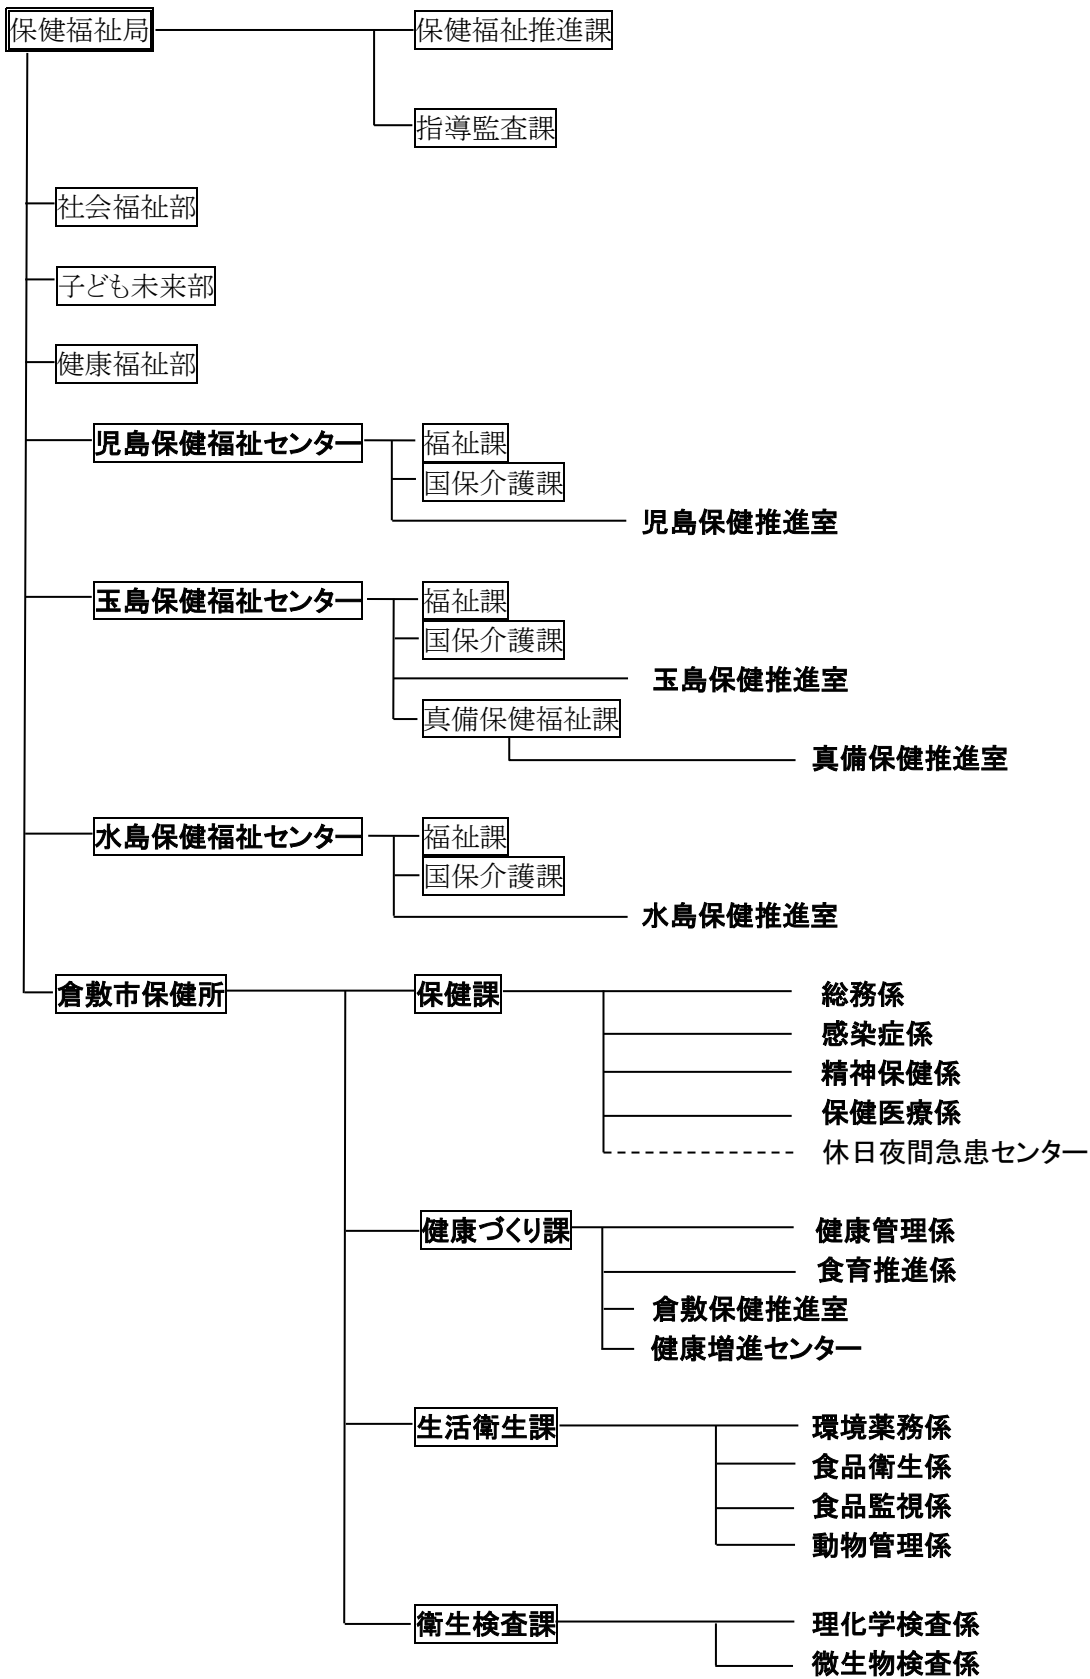 保健福祉局
保健福祉推進課
指導監査課
社会福祉部
子ども未来部
健康福祉部
児島保健福祉センター
福祉課
国保介護課
児島保健推進室
玉島保健福祉センター
福祉課
国保介護課
玉島保健推進室
真備保健福祉課
真備保健推進室
水島保健福祉センター
福祉課
国保介護課
水島保健推進室
倉敷市保健所
保健課
総務係
感染症係
精神保健係
保健医療係
休日夜間急患センター
健康づくり課
健康管理係
食育推進係
倉敷保健推進室
健康増進センター
生活衛生課
環境薬務係
食品衛生係
食品監視係
動物管理係
衛生検査課
理化学検査係
微生物検査係